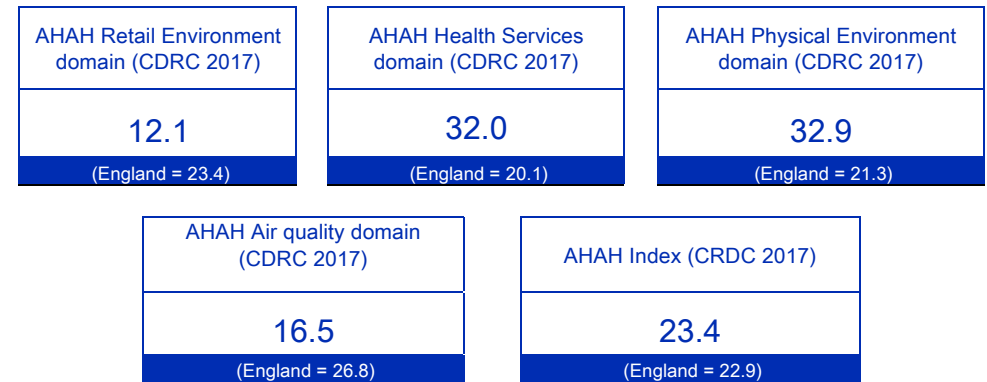 AHAH Retail Environment
domain (CDRC 2017)
12.1
(England = 23.4)
AHAH Health Services
domain (CDRC 2017)
32.0
(England = 20.1)
AHAH Physical Environment
domain (CDRC 2017)
32.9
(England = 21.3)
AHAH Air quality domain
(CDRC 2017)
16.5
(England = 26.8)
AHAH Index (CRDC 2017)
23.4
(England = 22.9)